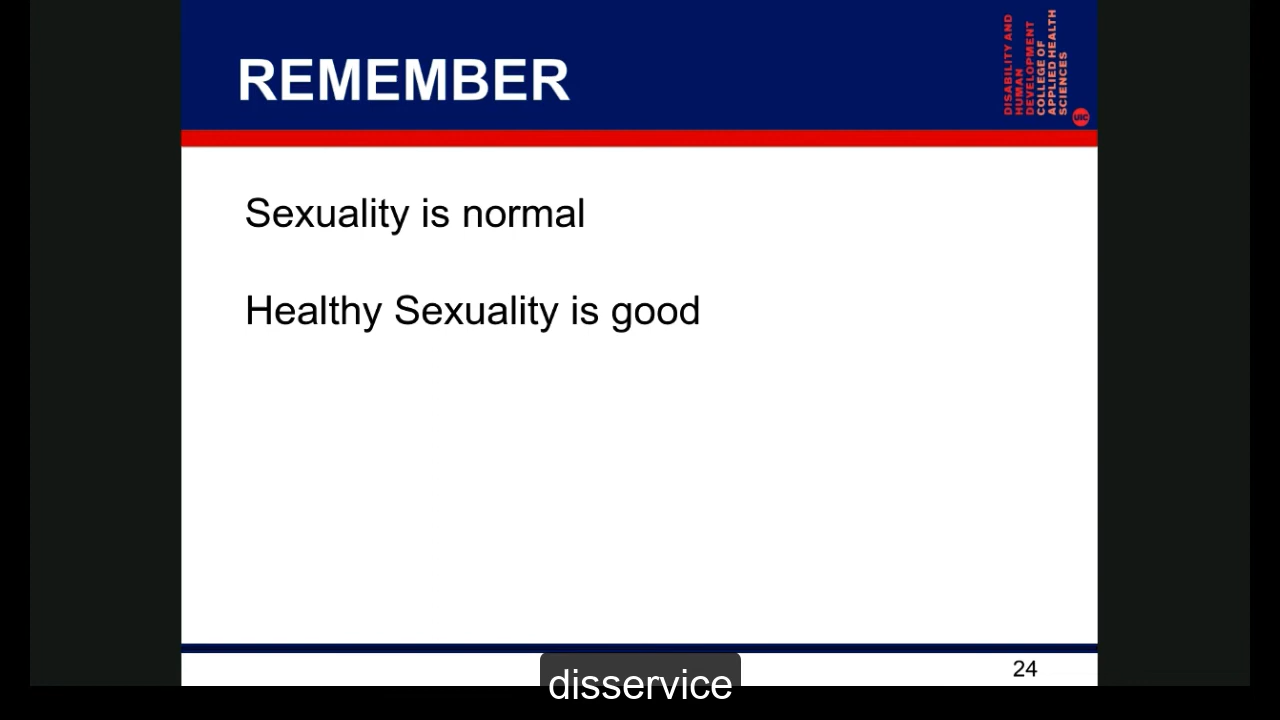 REMEMBER
DISABILITY AND
HUMAN
DEVELOPMENT
COLLEGE OF
APPLIED HEALTH
SCIENCES
UIC
Sexuality is normal
Healthy Sexuality is good
24
disservice